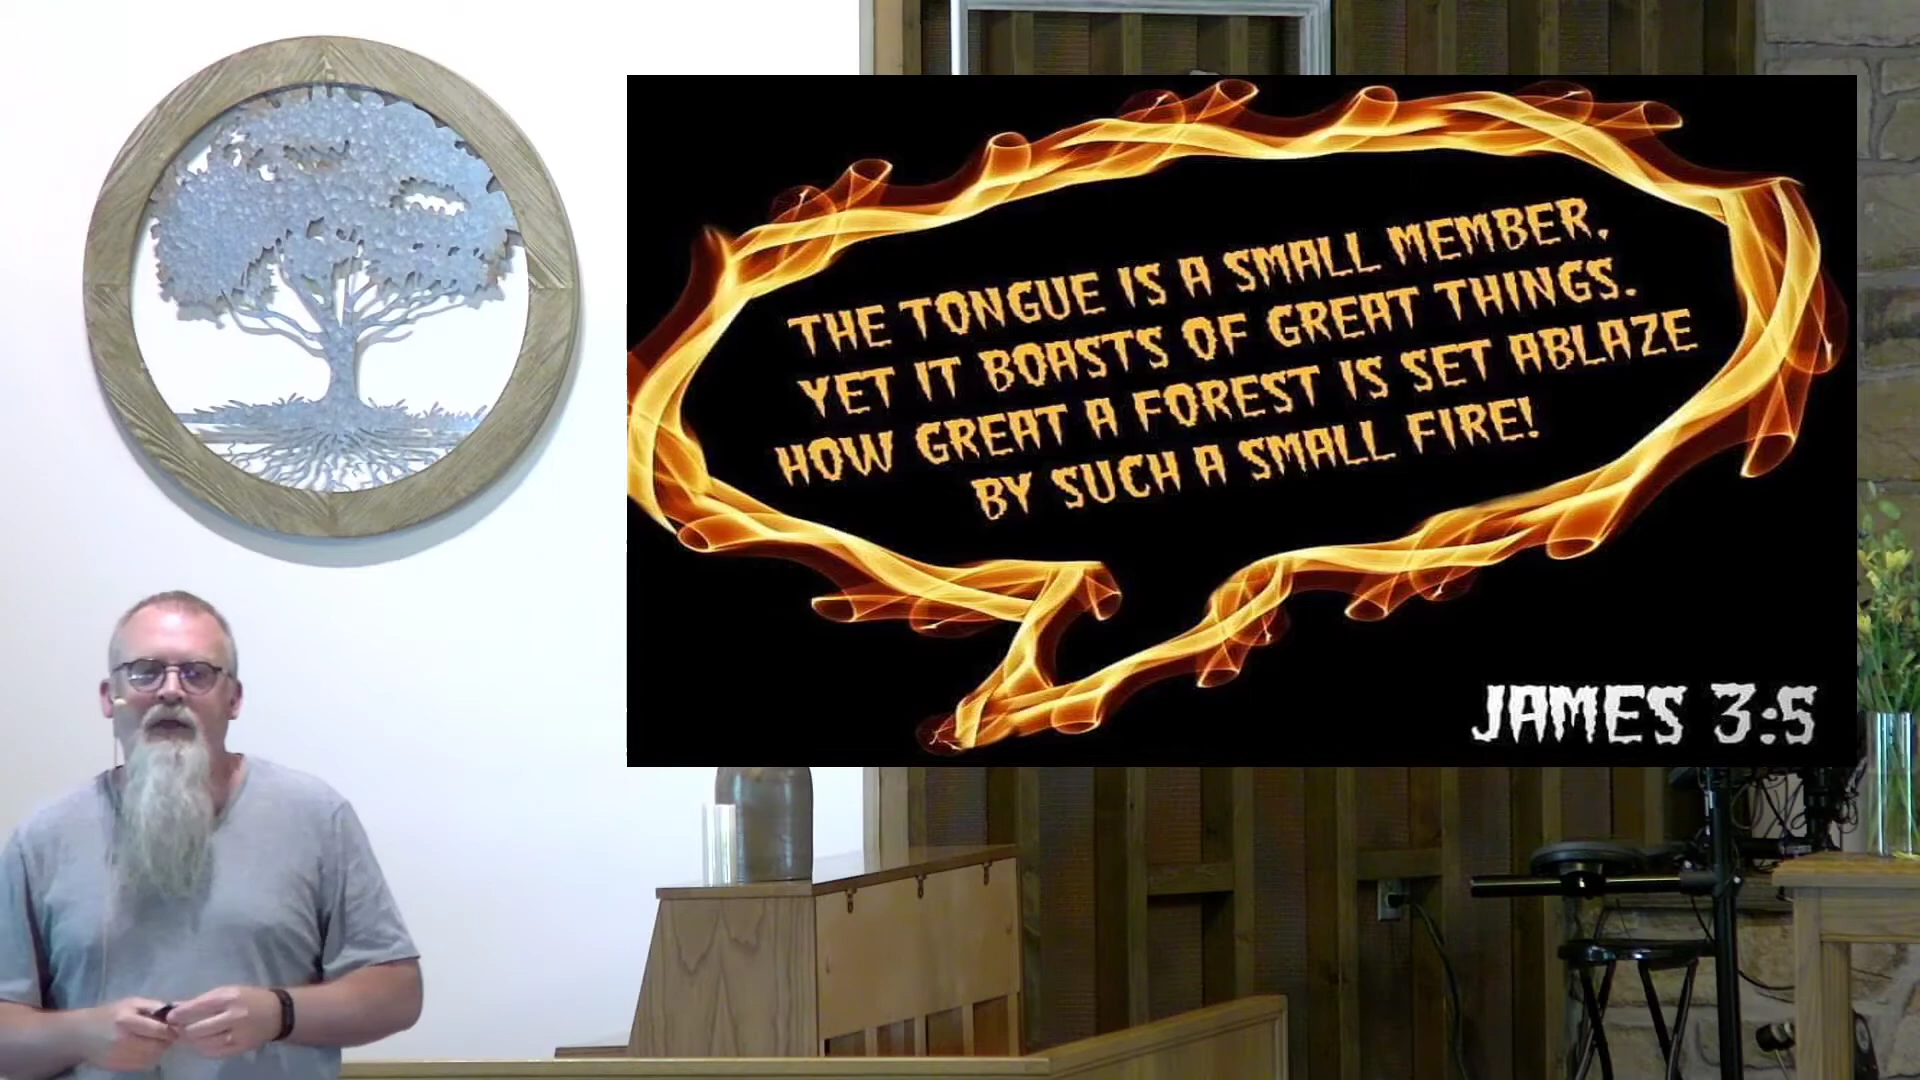 THE TONGUE IS A SMALL MEMBER,
YET IT BOASTS OF GREAT THINGS.
HOW GREAT A FOREST IS SET ABLAZE
BY SUCH A SMALL FIRE!
JAMES 3:5